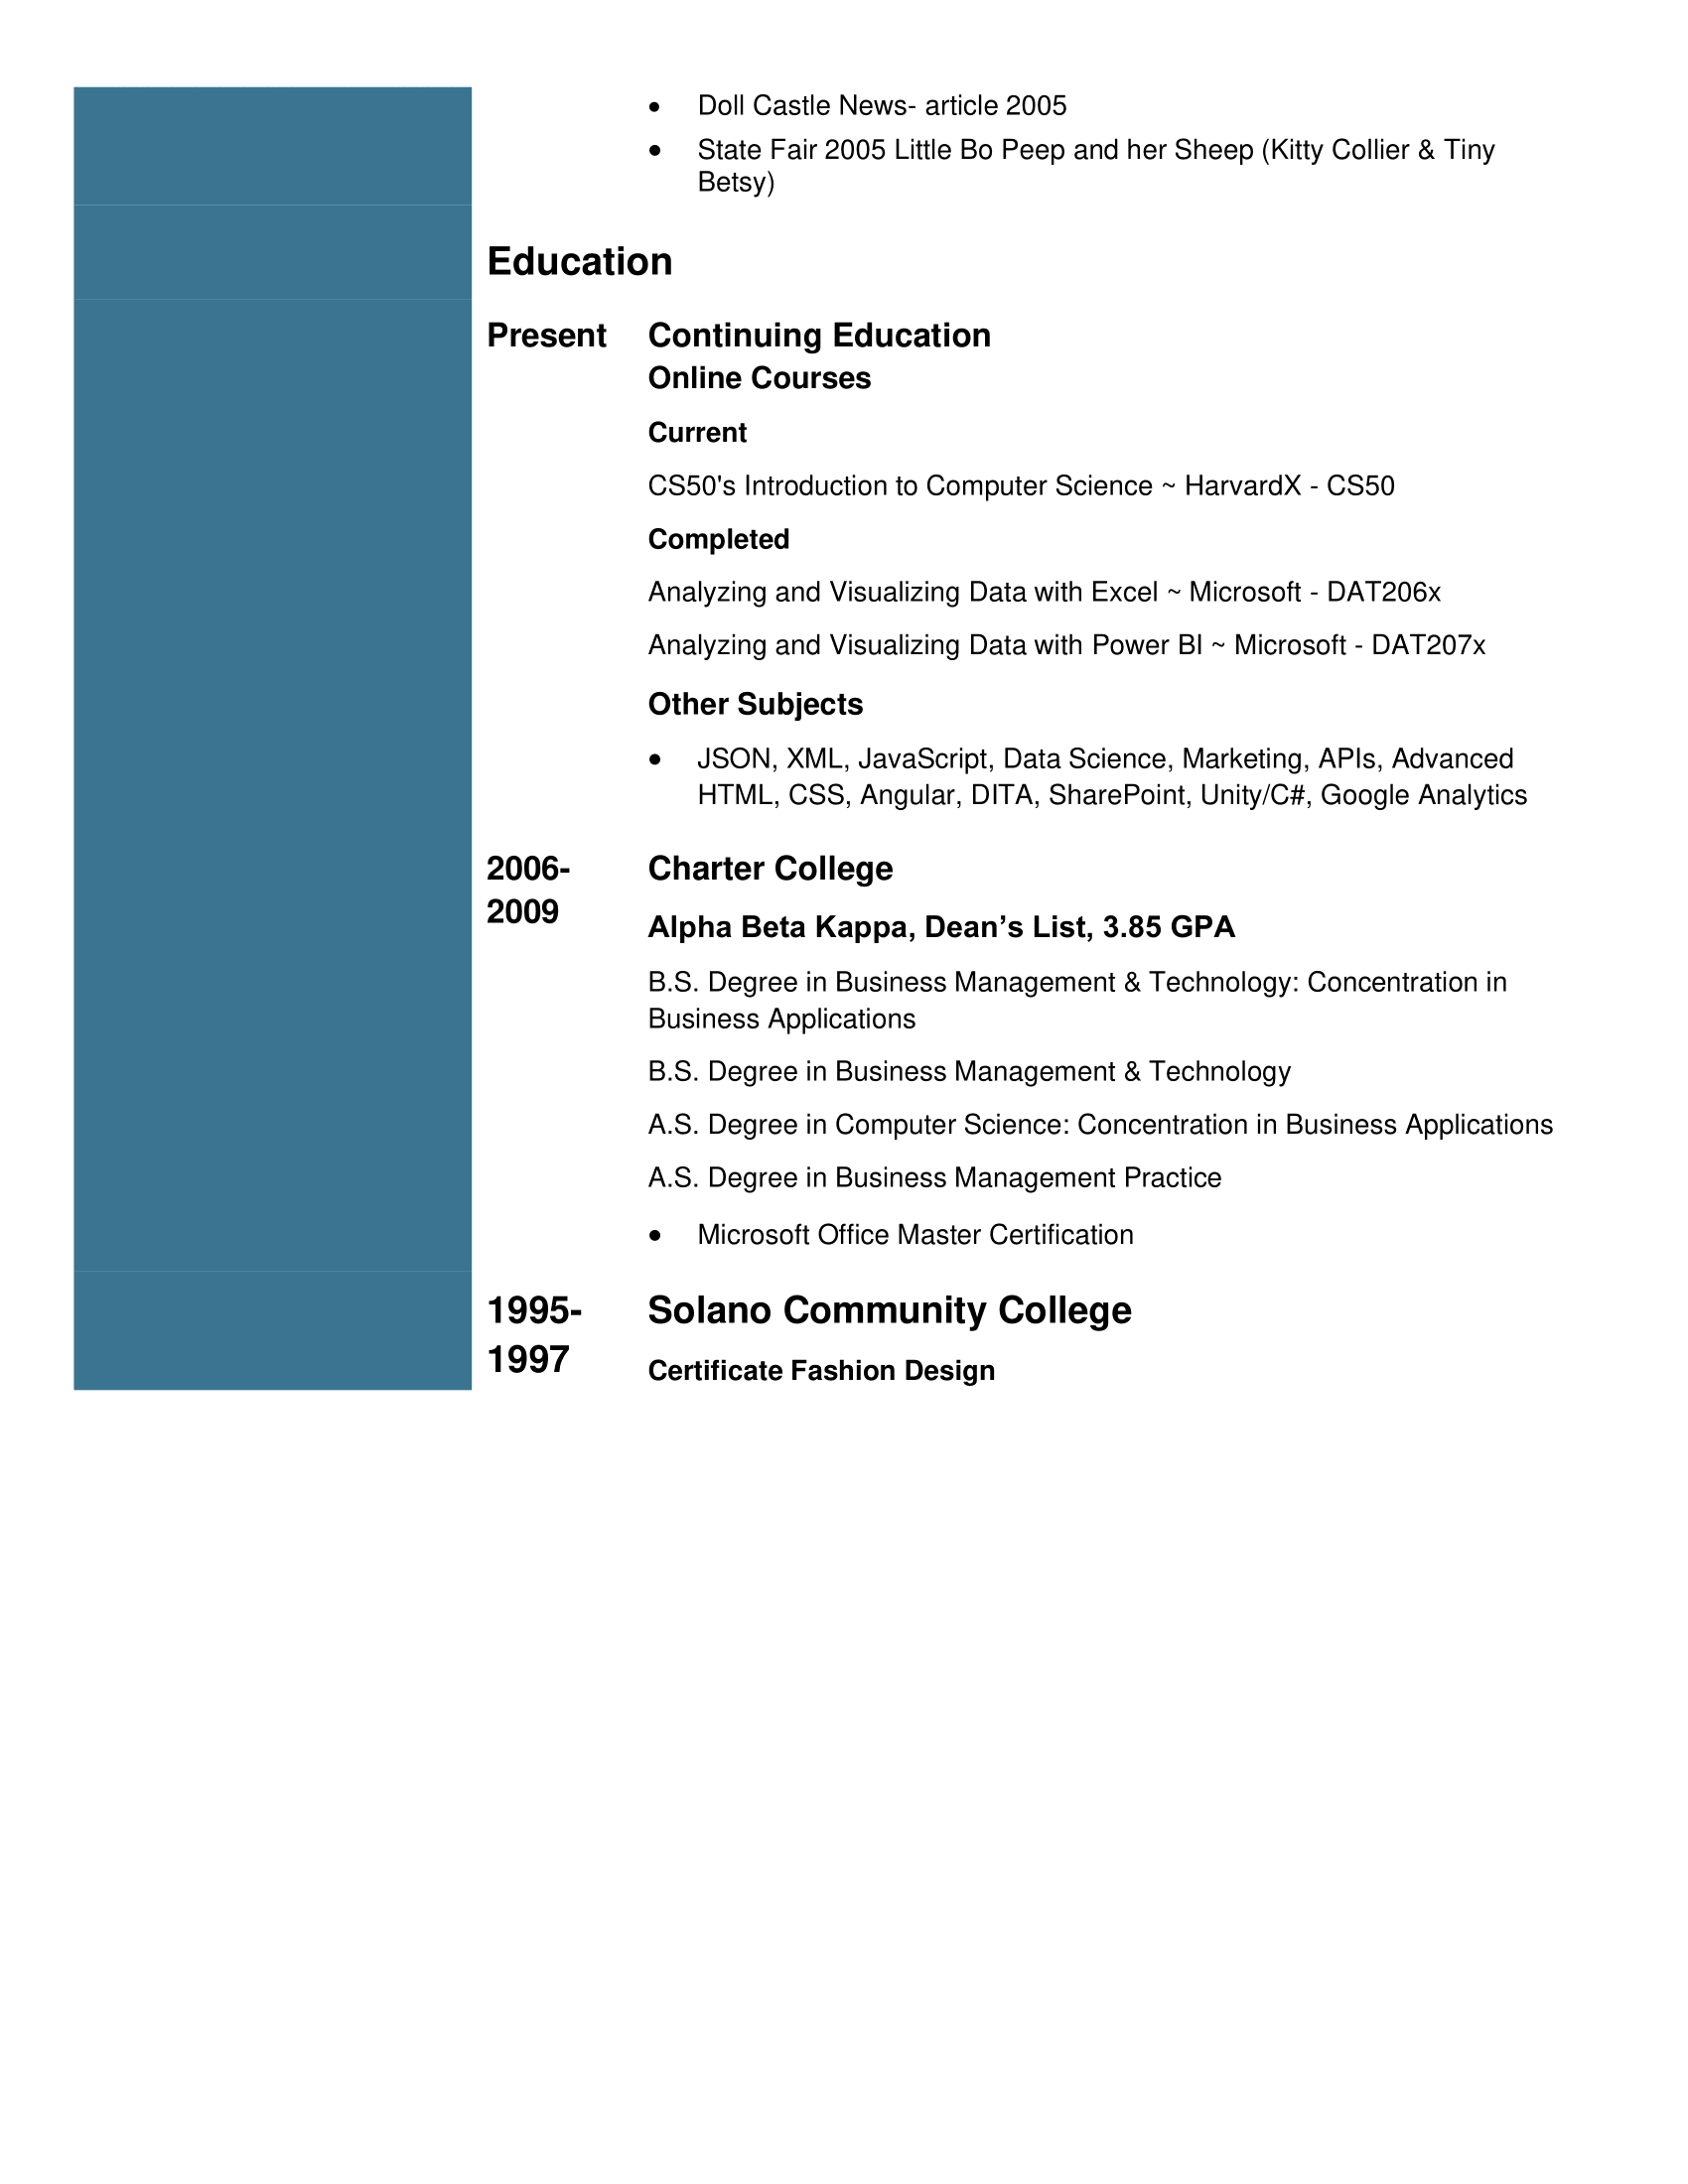 • Doll Castle News- article 2005
• State Fair 2005 Little Bo Peep and her Sheep (Kitty Collier & Tiny
Betsy)
Education
Present Continuing Education
Online Courses
Current
CS50's Introduction to Computer Science ~ HarvardX - CS50
Completed
Analyzing and Visualizing Data with Excel ~ Microsoft - DAT206x
Analyzing and Visualizing Data with Power BI ~ Microsoft - DAT207x
Other Subjects
• JSON, XML, JavaScript, Data Science, Marketing, APIs, Advanced
HTML, CSS, Angular, DITA, SharePoint, Unity/C#, Google Analytics
2006- Charter College
2009
Alpha Beta Kappa, Dean’s List, 3.85 GPA
B.S. Degree in Business Management & Technology: Concentration in
Business Applications
B.S. Degree in Business Management & Technology
A.S. Degree in Computer Science: Concentration in Business Applications
A.S. Degree in Business Management Practice
• Microsoft Office Master Certification
1995- Solano Community College
1997
Certificate Fashion Design